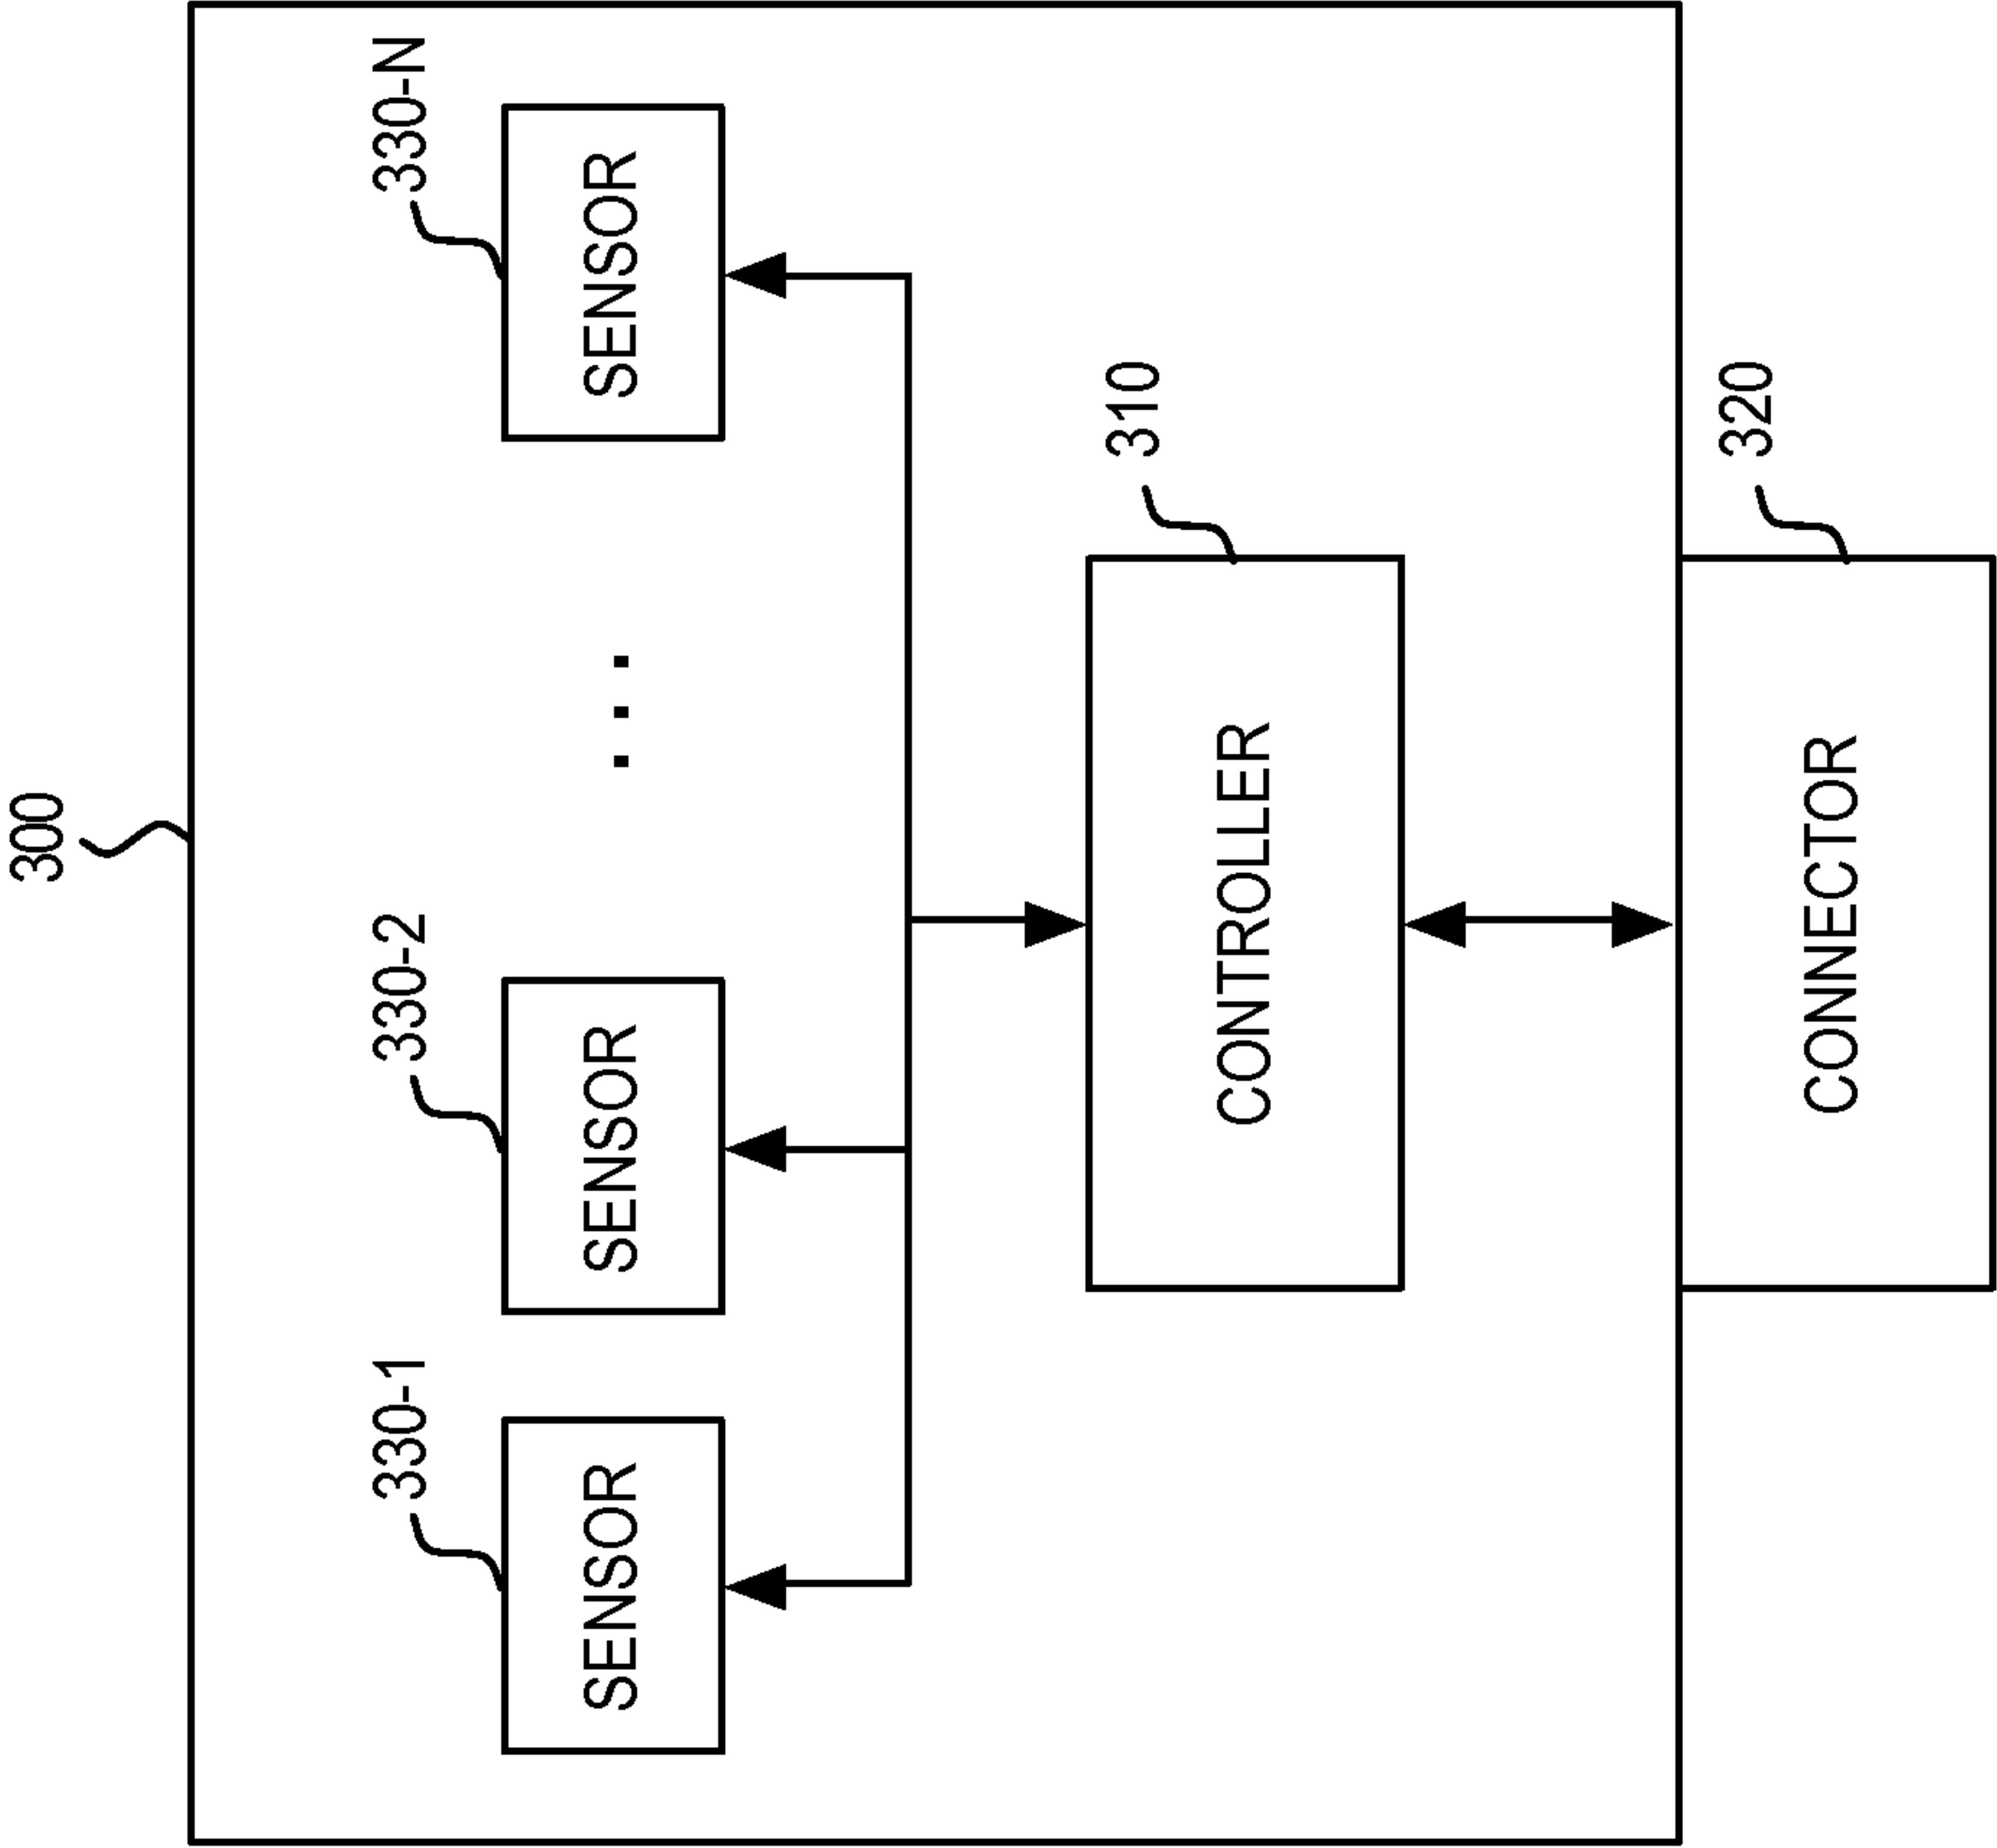 300
330-1
330-2
330-N
SENSOR
SENSOR
...
SENSOR
310
CONTROLLER
320
CONNECTOR